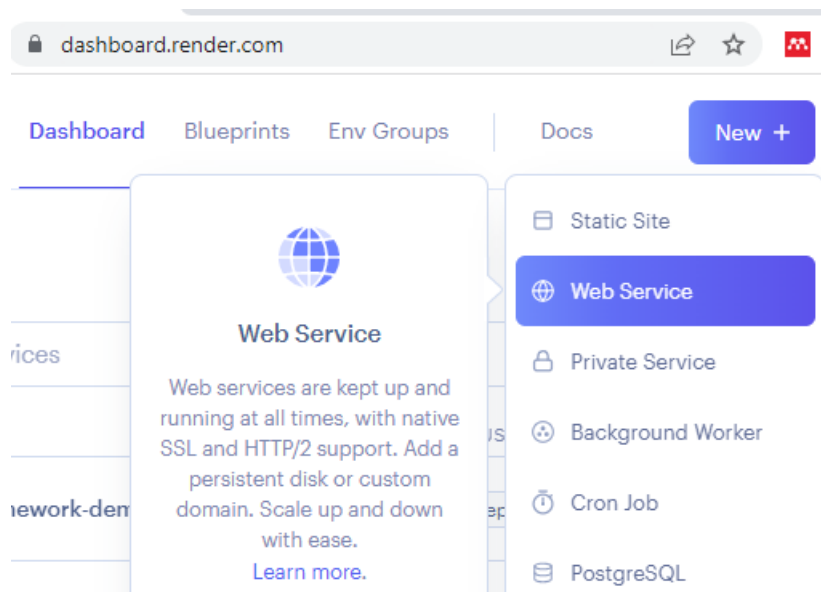 dashboard.render.com
Dashboard Blueprints Env Groups Docs New +
Static Site
Web Service
Private Service
Background Worker
Cron Job
PostgreSQL
Web Service
Web services are kept up and
running at all times, with native
SSL and HTTP/2 support. Add a
persistent disk or custom
domain. Scale up and down
with ease.
Learn more.